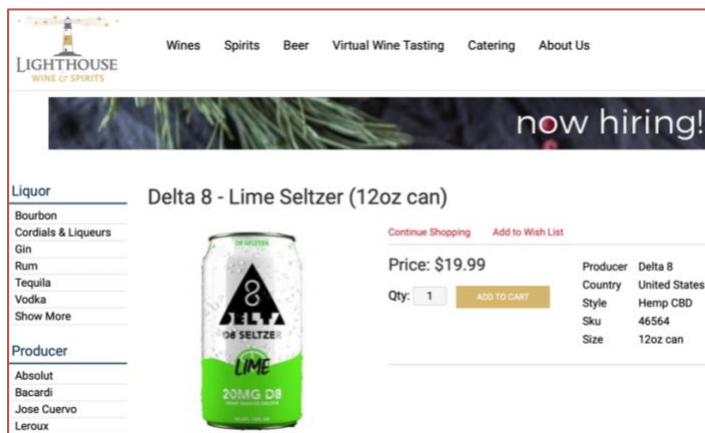 LIGHTHOUSE
WINE & SPIRITS
Wines Spirits Beer Virtual Wine Tasting Catering About Us
now hiring!
Liquor
Bourbon
Cordials & Liqueurs
Gin
Rum
Tequila
Vodka
Show More
Producer
Absolut
Bacardi
Jose Cuervo
Leroux
Delta 8 - Lime Seltzer (12oz can)
D8 SELTZER
8
DELTA
D8 SELTZER
LIME
20MG D8
Continue Shopping Add to Wish List
Price: $19.99
Qty: 1 ADD TO CART
Producer Delta 8
Country United States
Style Hemp CBD
Sku 46564
Size 12oz can